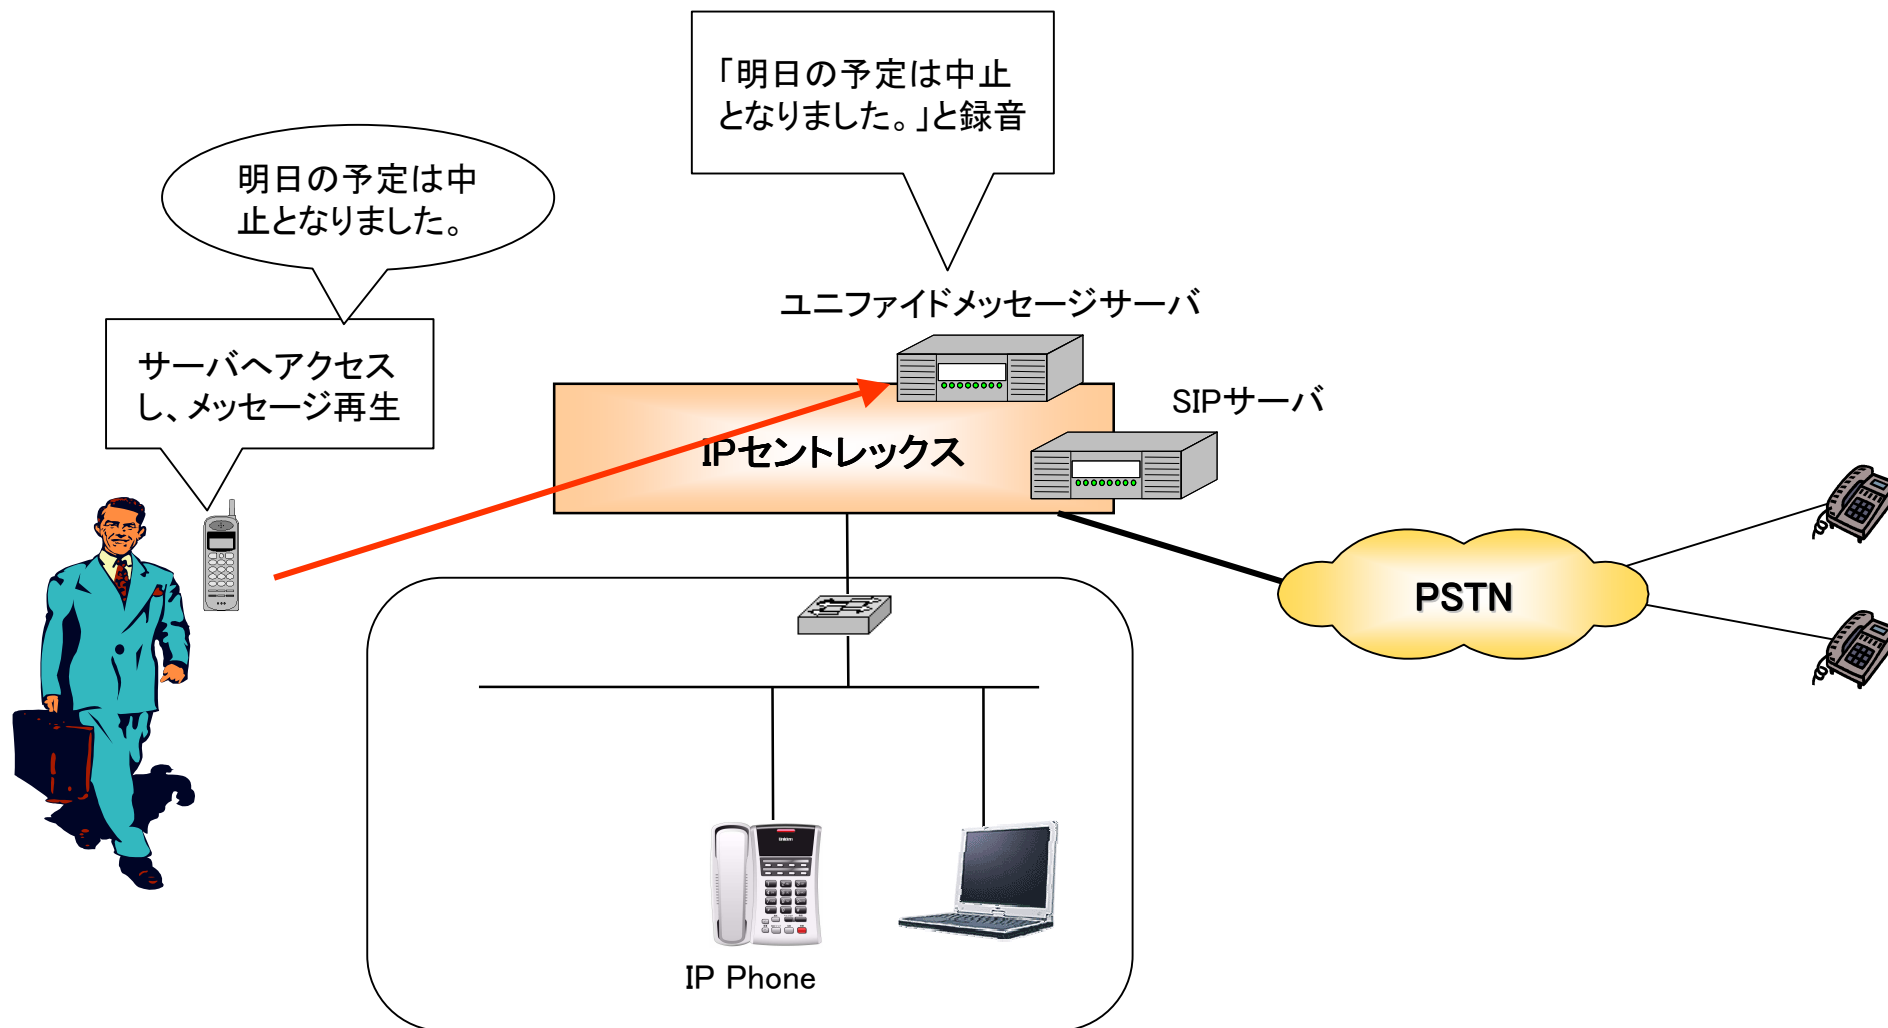 「明日の予定は中止
となりました。」と録音
明日の予定は中
止となりました。
ユニファイドメッセージサーバ
サーバへアクセス
し、メッセージ再生
SIPサーバ
IPセントレックス
PSTN
IP Phone